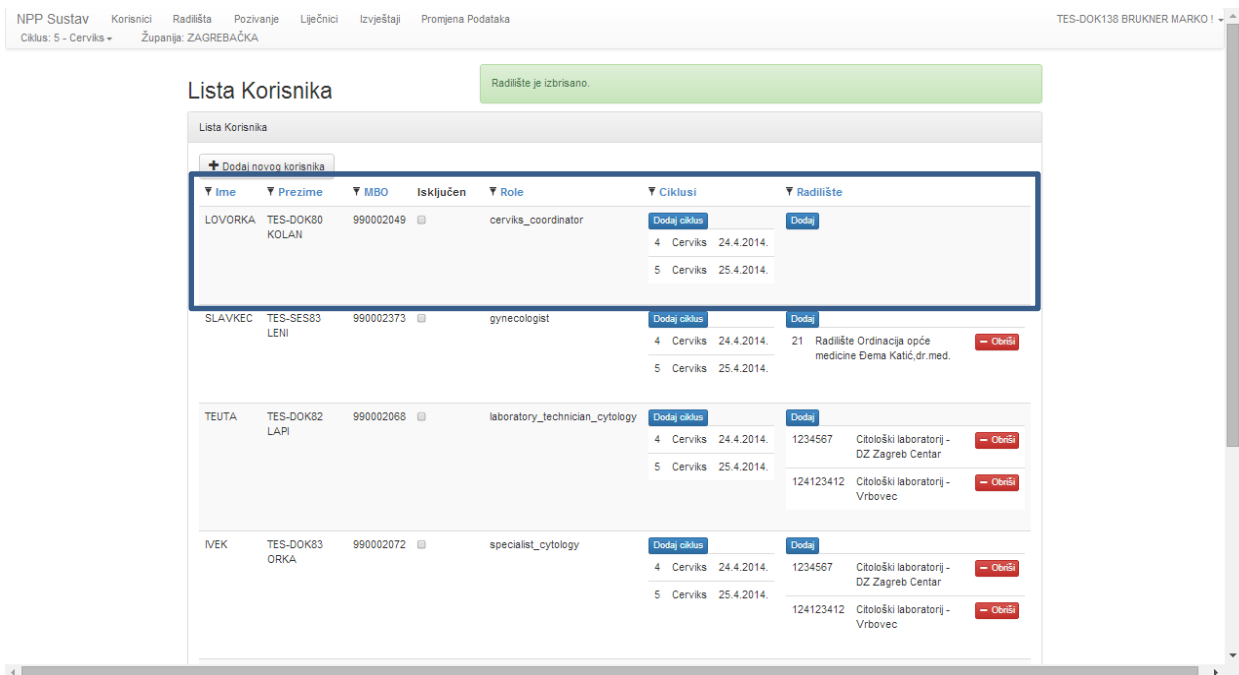 NPP Sustav Korisnici Radilišta Pozivanje Liječnici Izvještaji Promjena Podataka TES-DOK138 BRUKNER MARKO !
Ciklus: 5 - Cerviks Županija: ZAGREBAČKA
Lista Korisnika
Radilište je izbrisano.
Lista Korisnika
Dodaj novog korisnika
Ime Prezime MBO Isključen Role Ciklusi Radilište
LOVORKA TES-DOK80 990002049 cerviks_coordinator Dodaj ciklus Dodaj
KOLAN
4 Cerviks 24.4.2014.
5 Cerviks 25.4.2014.
SLAVKEC TES-SES83 990002373 gynecologist Dodaj ciklus Dodaj
LENI
4 Cerviks 24.4.2014. 21 Radilište Ordinacija opće – Obriši
medicine Đema Katić,dr.med.
5 Cerviks 25.4.2014.
TEUTA TES-DOK82 990002068 laboratory_technician_cytology Dodaj ciklus Dodaj
LAPI
4 Cerviks 24.4.2014. 1234567 Citološki laboratorij - – Obriši
DZ Zagreb Centar
5 Cerviks 25.4.2014.
124123412 Citološki laboratorij - – Obriši
Vrbovec
IVEK TES-DOK83 990002072 specialist_cytology Dodaj ciklus Dodaj
ORKA
4 Cerviks 24.4.2014. 1234567 Citološki laboratorij - – Obriši
DZ Zagreb Centar
5 Cerviks 25.4.2014.
124123412 Citološki laboratorij - – Obriši
Vrbovec